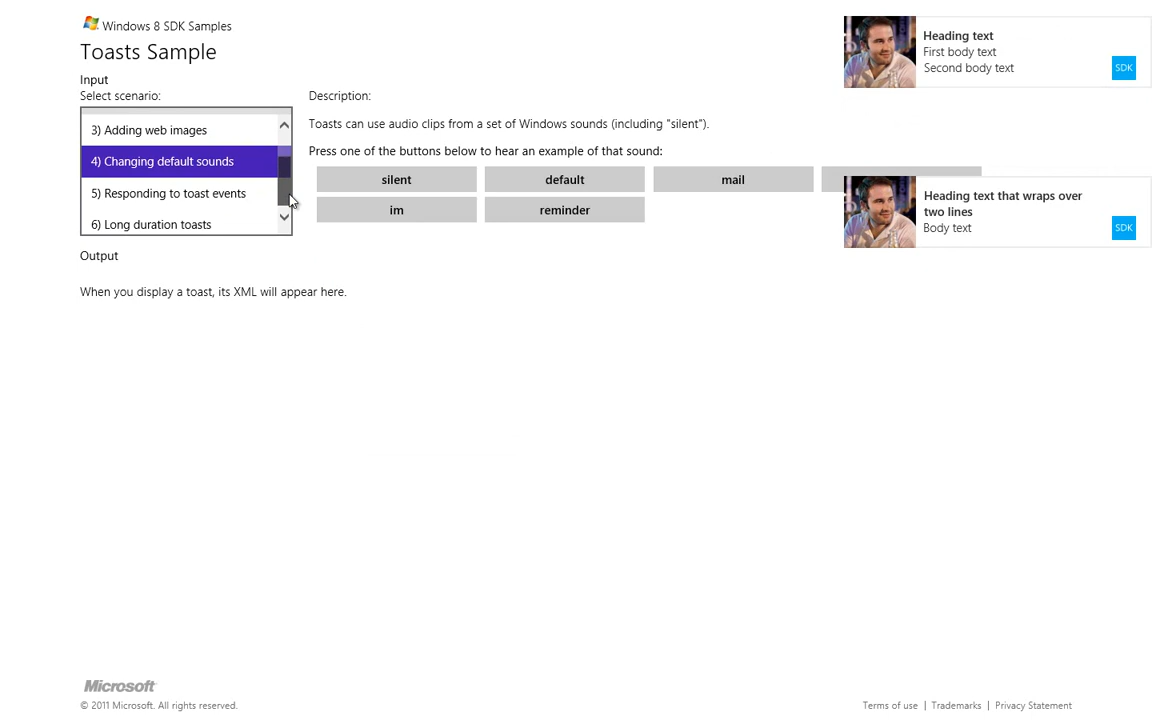 Windows 8 SDK Samples
Toasts Sample
Input
Select scenario:
3) Adding web images
4) Changing default sounds
5) Responding to toast events
6) Long duration toasts
Description:
Toasts can use audio clips from a set of Windows sounds (including "silent").
Press one of the buttons below to hear an example of that sound:
silent
default
mail
im
reminder
Heading text
First body text
Second body text
SDK
Heading text that wraps over
two lines
Body text
SDK
Output
When you display a toast, its XML will appear here.
Microsoft
© 2011 Microsoft. All rights reserved.
Terms of use | Trademarks | Privacy Statement